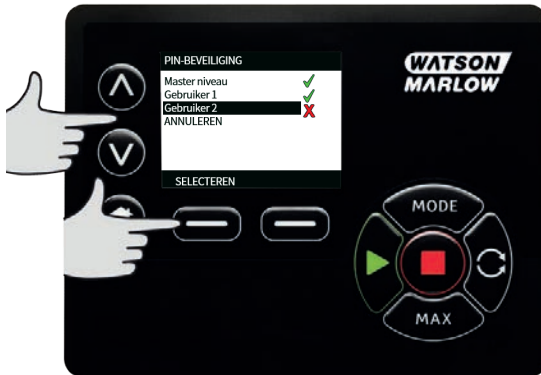 PIN-BEVEILIGING
WATSON
MARLOW
Master niveau
Gebruiker 1
Gebruiker 2
ANNULEREN
SELECTEREN
MODE
MAX